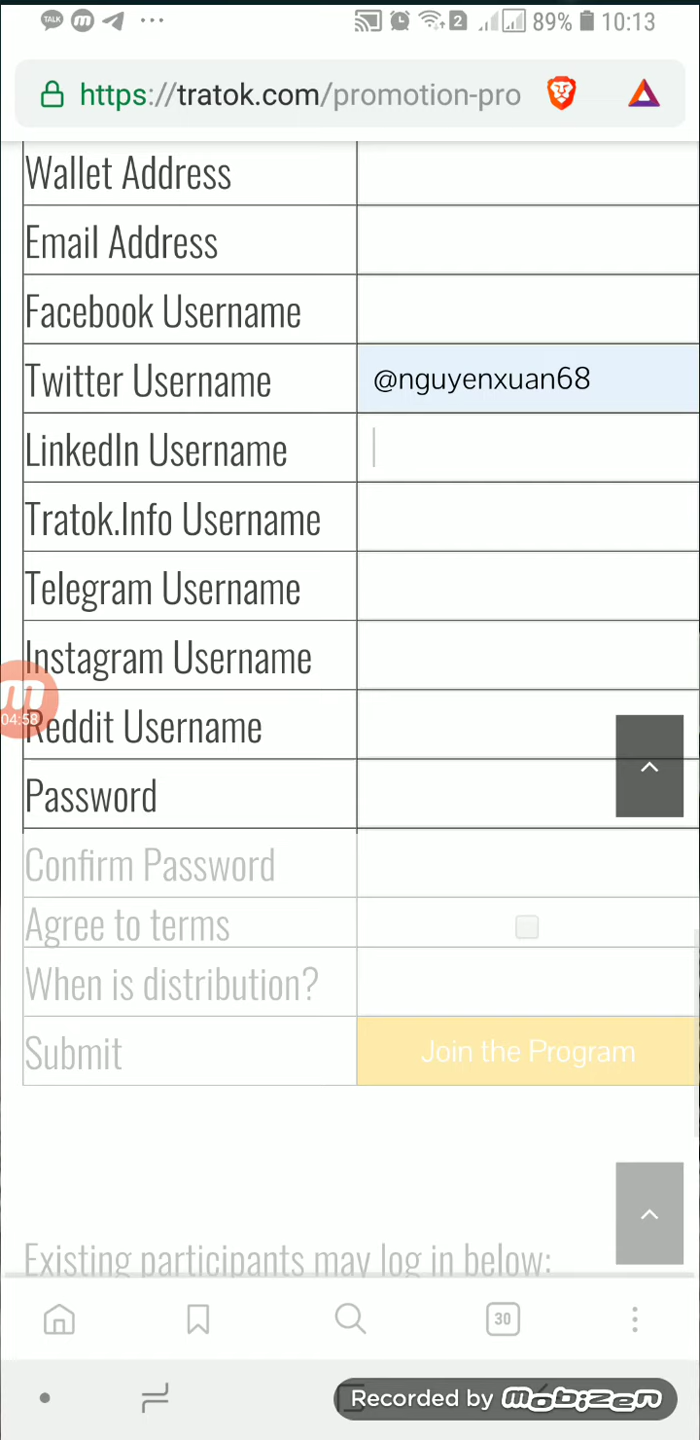 TALK m ... 2 89% 10:13
https://tratok.com/promotion-pro
Wallet Address
Email Address
Facebook Username
Twitter Username @nguyenxuan68
LinkedIn Username
Tratok.Info Username
Telegram Username
Instagram Username
m
04:58
Reddit Username
Password
Confirm Password
Agree to terms
When is distribution?
Submit Join the Program
Existing participants may log in below:
30
Recorded by mobizen